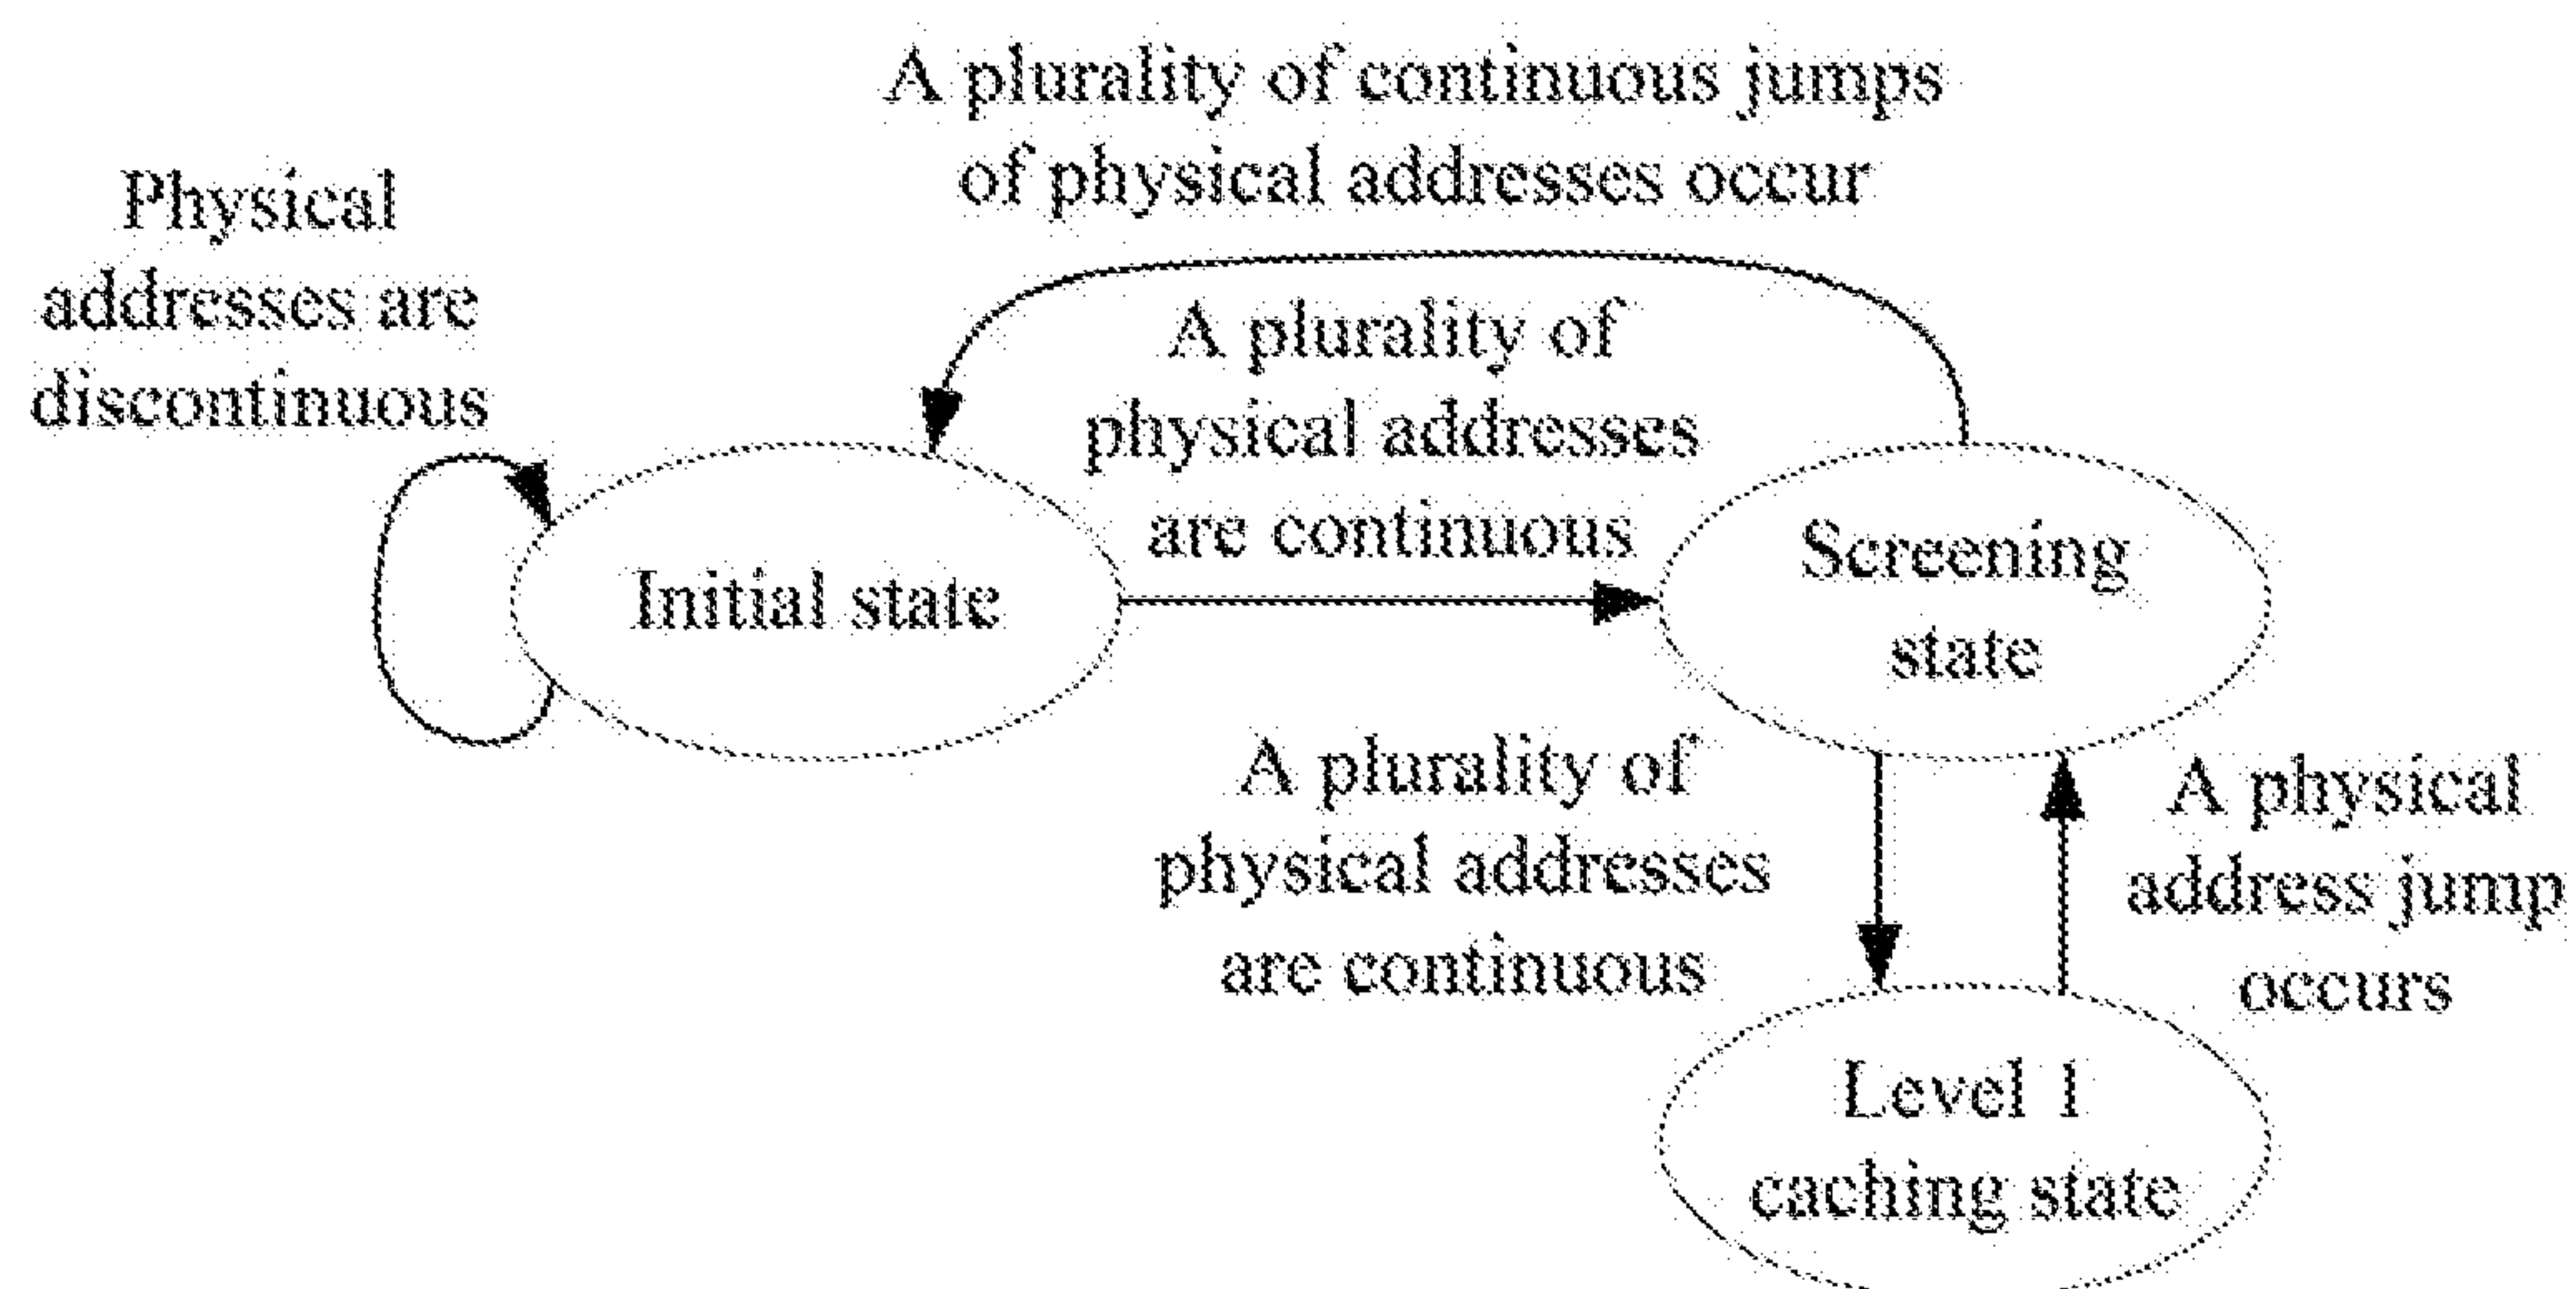 A plurality of continuous jumps
of physical addresses occur
Physical
addresses are
discontinuous
A plurality of
physical addresses
are continuous
Initial state
Screening
state
A plurality of
physical addresses
are continuous
A physical
address jump
occurs
Level 1
caching state